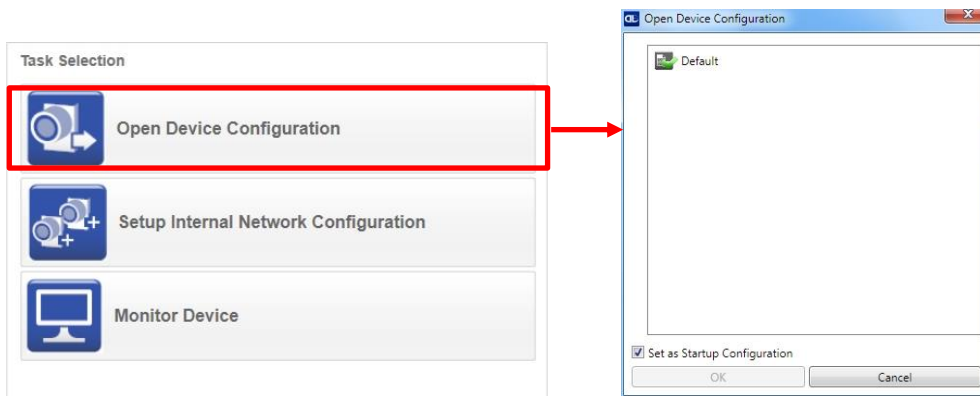 Task Selection
Open Device Configuration
Setup Internal Network Configuration
Monitor Device
Open Device Configuration
Default
Set as Startup Configuration
OK
Cancel